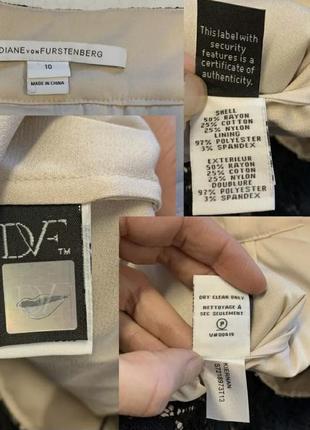 DIANE VON FURSTENBERG
10
MADE IN CHINA
This label with
security
features is a
certificate of
authenticity.
SHELL
50% RAYON
25% COTTON
25% NYLON
LINING
97% POLYESTER
3% SPANDEX
EXTERIEUR
50% RAYON
25% COTTON
25% NYLON
DOUBLURE
97% POLYESTER
3% SPANDEX
DVF
TM
DRY CLEAN ONLY
NETTOYAGE À
SEC SEULEMENT
P
KIERNAN